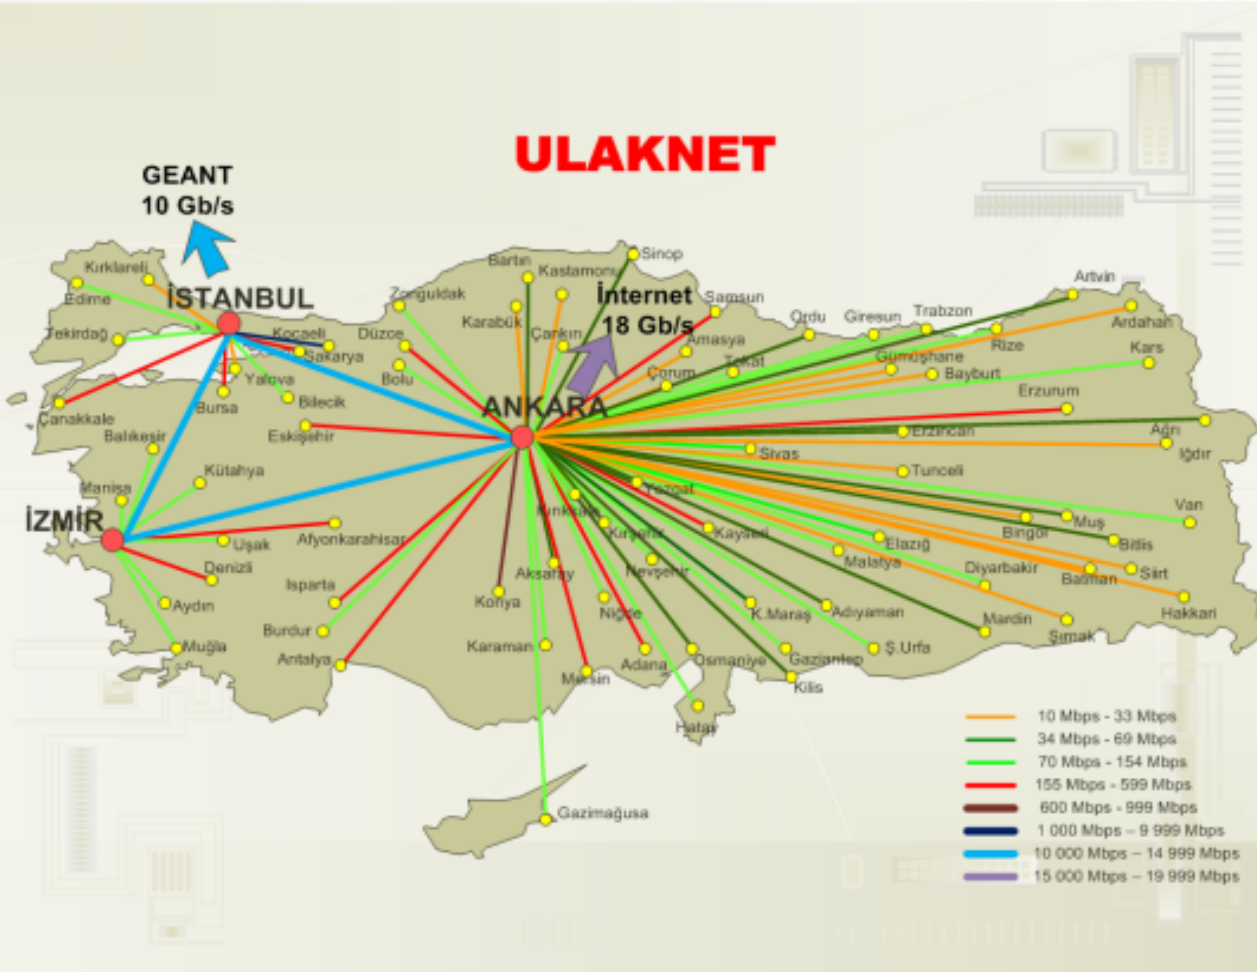 ULAKNET
GEANT
10 Gb/s
Sinop
Bartın
Kastamonu
Kırklareli
Artvin
Edirne
İSTANBUL
Zonguldak
İnternet
Samsun
18 Gb/s
Ordu
Giresun
Trabzon
Ardahan
Tekirdağ
Kocaeli
Düzce
Karabük
Çankırı
Amasya
Rize
Kars
Sakarya
Gümüşhane
Tokat
Yalova
Bolu
Çorum
Bayburt
Erzurum
Bursa
Bilecik
ANKARA
Çanakkale
Balıkesir
Eskişehir
Erzincan
Ağrı
Sivas
Iğdır
Kütahya
Tunceli
Manisa
Yozgat
Van
İZMİR
Kırıkkale
Muş
Uşak
Afyonkarahisar
Kırşehir
Kayseri
Bingöl
Elazığ
Bitlis
Malatya
Denizli
Aksaray
Nevşehir
Diyarbakir
Batman
Siirt
Isparta
Aydın
Konya
Niğde
K.Maraş
Adıyaman
Hakkari
Mardin
Şırnak
Burdur
Muğla
Karaman
Antalya
Adana
Osmaniye
Gaziantep
Ş.Urfa
Mersin
Kilis
Hatay
Gazimağusa
10 Mbps - 33 Mbps
34 Mbps - 69 Mbps
70 Mbps - 154 Mbps
155 Mbps - 599 Mbps
600 Mbps - 999 Mbps
1 000 Mbps – 9 999 Mbps
10 000 Mbps – 14 999 Mbps
15 000 Mbps – 19 999 Mbps